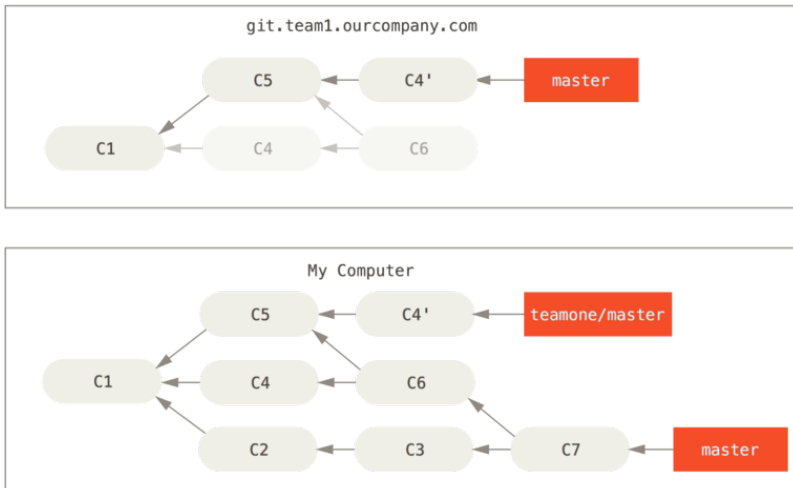 git.team1.ourcompany.com
C5 C4' master
C1 C4 C6
My Computer
C5 C4' teamone/master
C1 C4 C6
C2 C3 C7 master